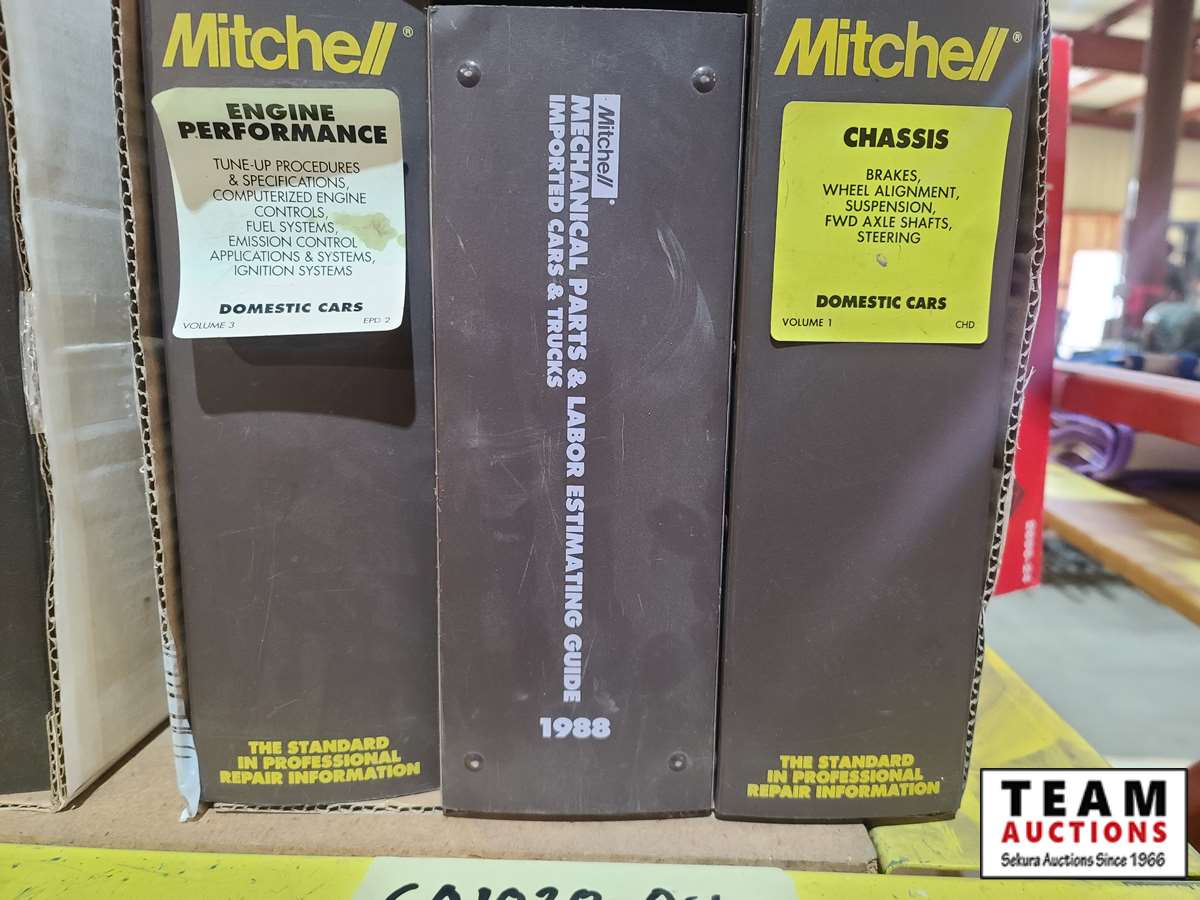 Mitchell®
ENGINE
PERFORMANCE
TUNE-UP PROCEDURES
& SPECIFICATIONS,
COMPUTERIZED ENGINE
CONTROLS,
FUEL SYSTEMS,
EMISSION CONTROL
APPLICATIONS & SYSTEMS,
IGNITION SYSTEMS
DOMESTIC CARS
VOLUME 3 EPD 2
THE STANDARD
IN PROFESSIONAL
REPAIR INFORMATION
Mitchell®
MECHANICAL PARTS & LABOR ESTIMATING GUIDE
IMPORTED CARS & TRUCKS
1988
Mitchell®
CHASSIS
BRAKES,
WHEEL ALIGNMENT,
SUSPENSION,
FWD AXLE SHAFTS,
STEERING
DOMESTIC CARS
VOLUME 1 CHD
THE STANDARD
IN PROFESSIONAL
REPAIR INFORMATION
TEAM
AUCTIONS
Sekura Auctions Since 1966